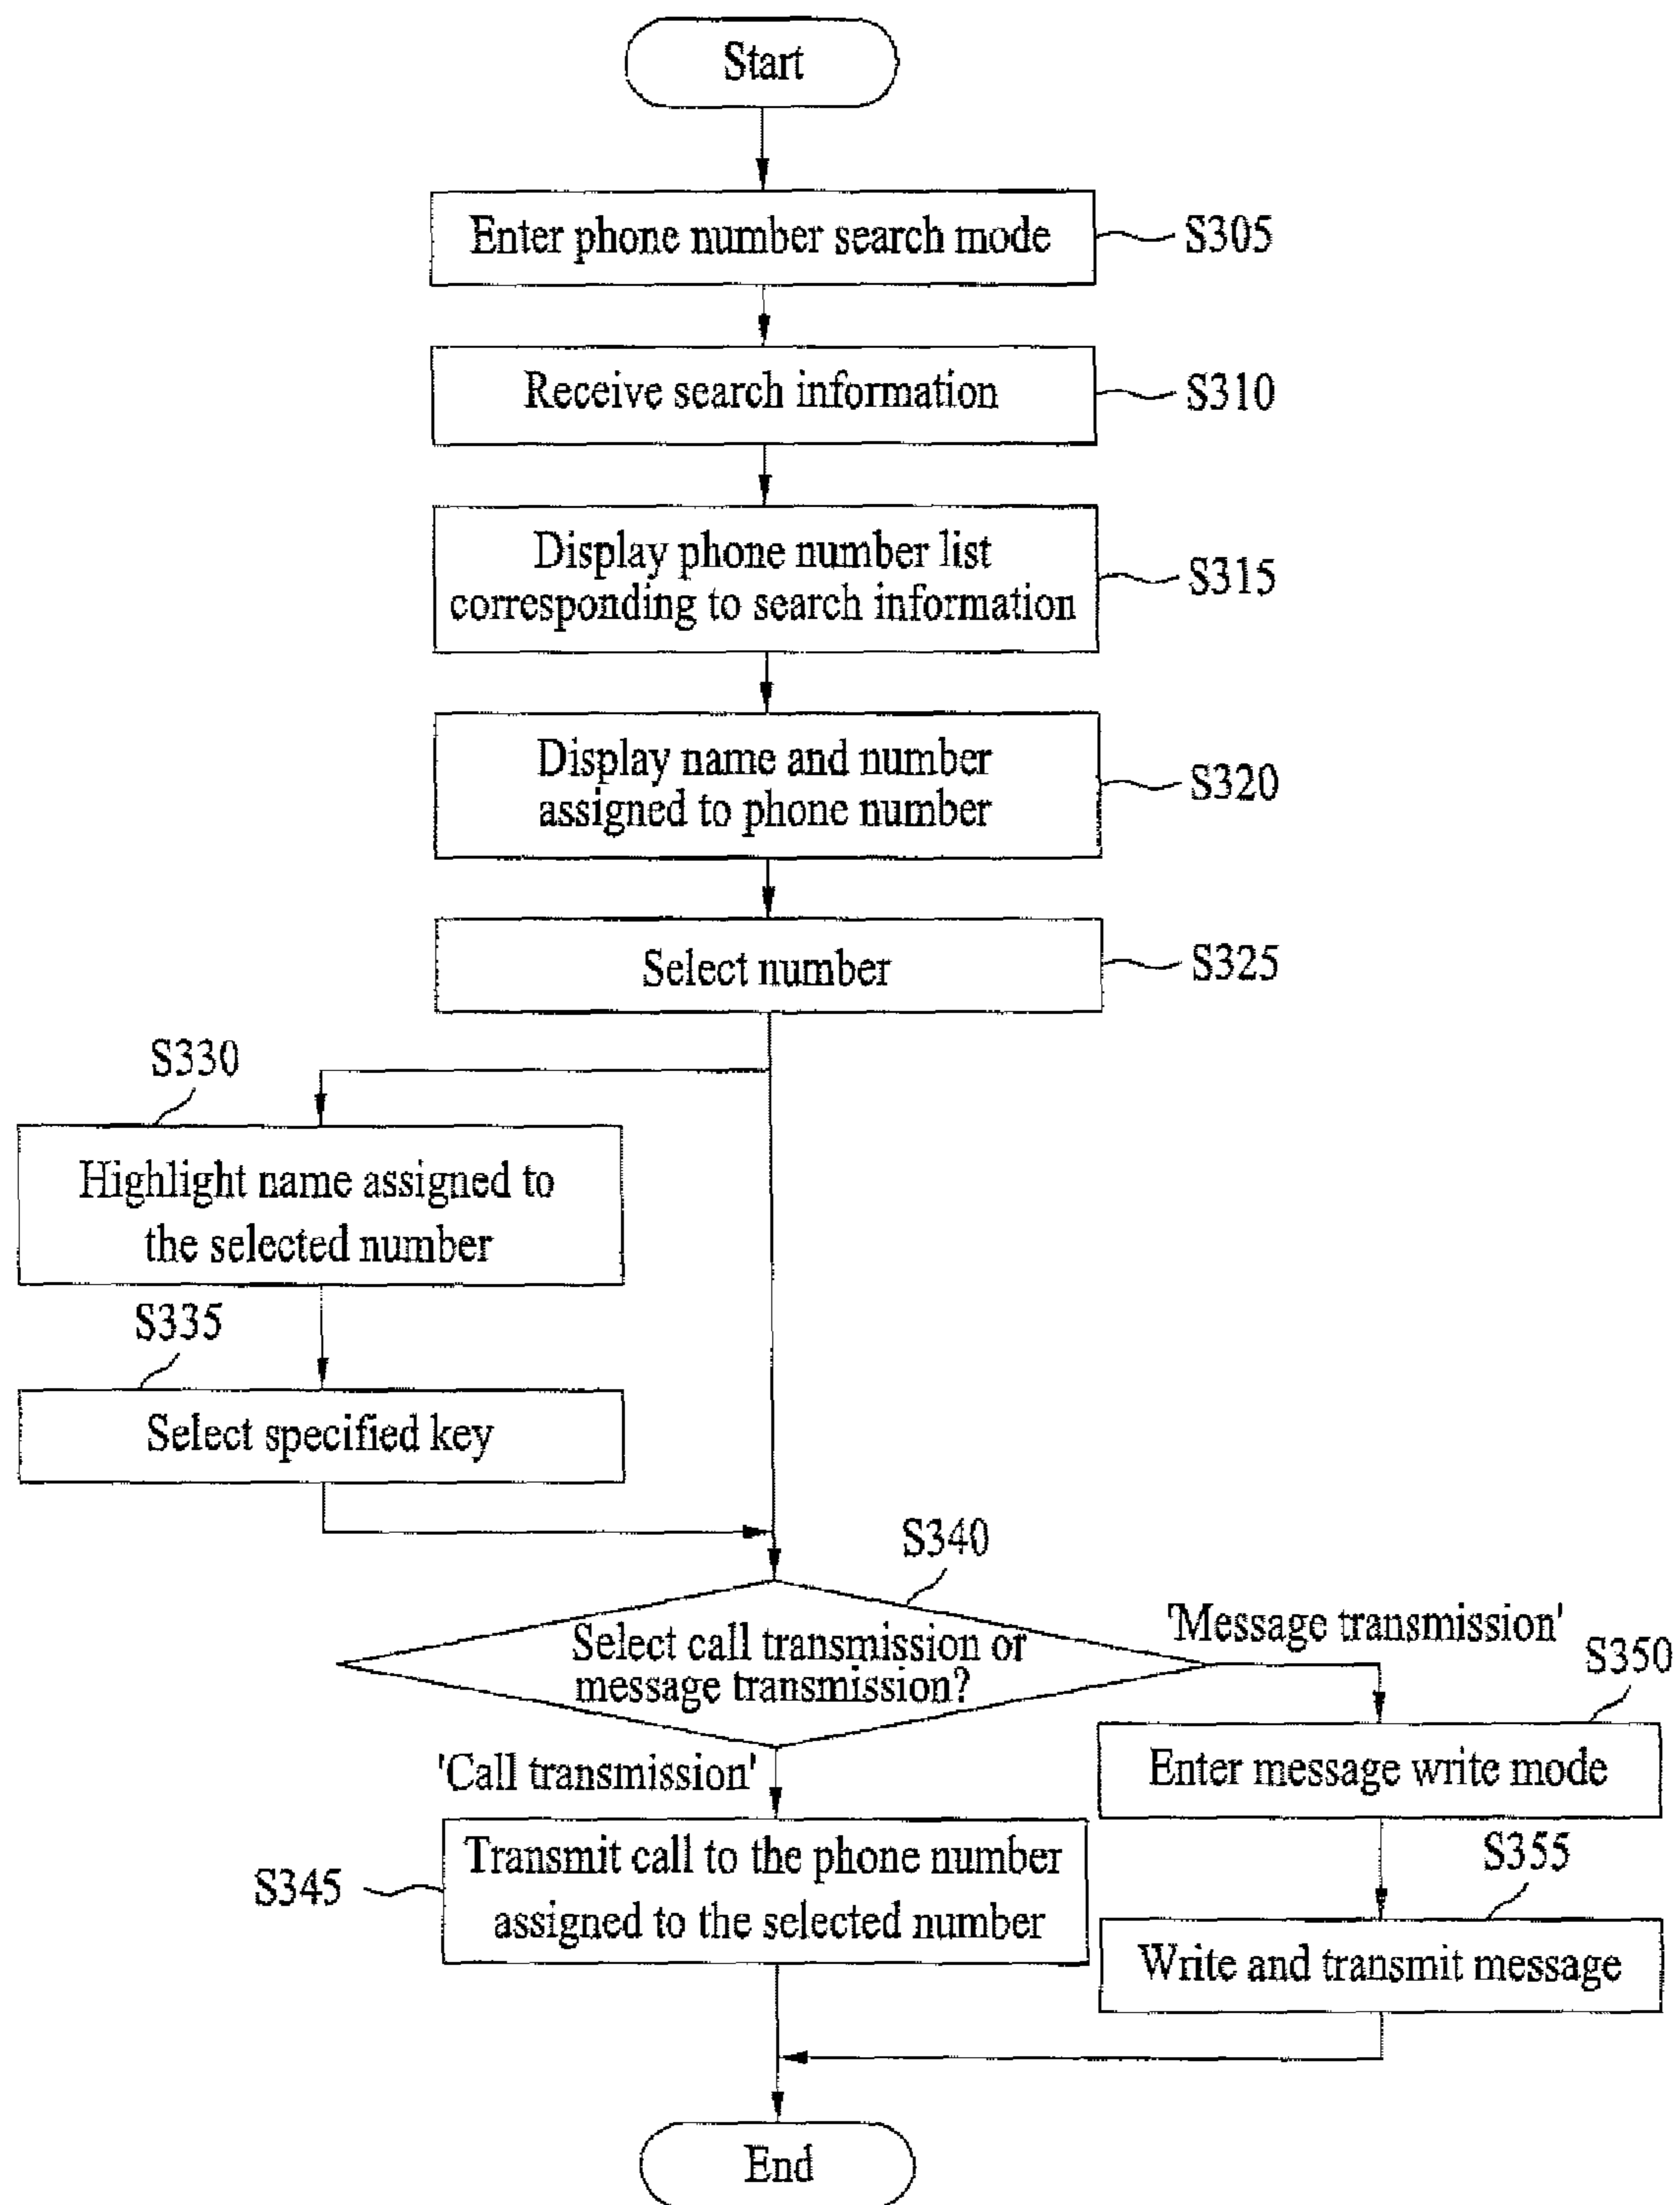 Start
Enter phone number search mode
S305
Receive search information
S310
Display phone number list
corresponding to search information
S315
Display name and number
assigned to phone number
S320
Select number
S325
S330
Highlight name assigned to
the selected number
S335
Select specified key
S340
Select call transmission or
message transmission?
'Message transmission'
S350
'Call transmission'
Enter message write mode
Transmit call to the phone number
assigned to the selected number
S345
S355
Write and transmit message
End